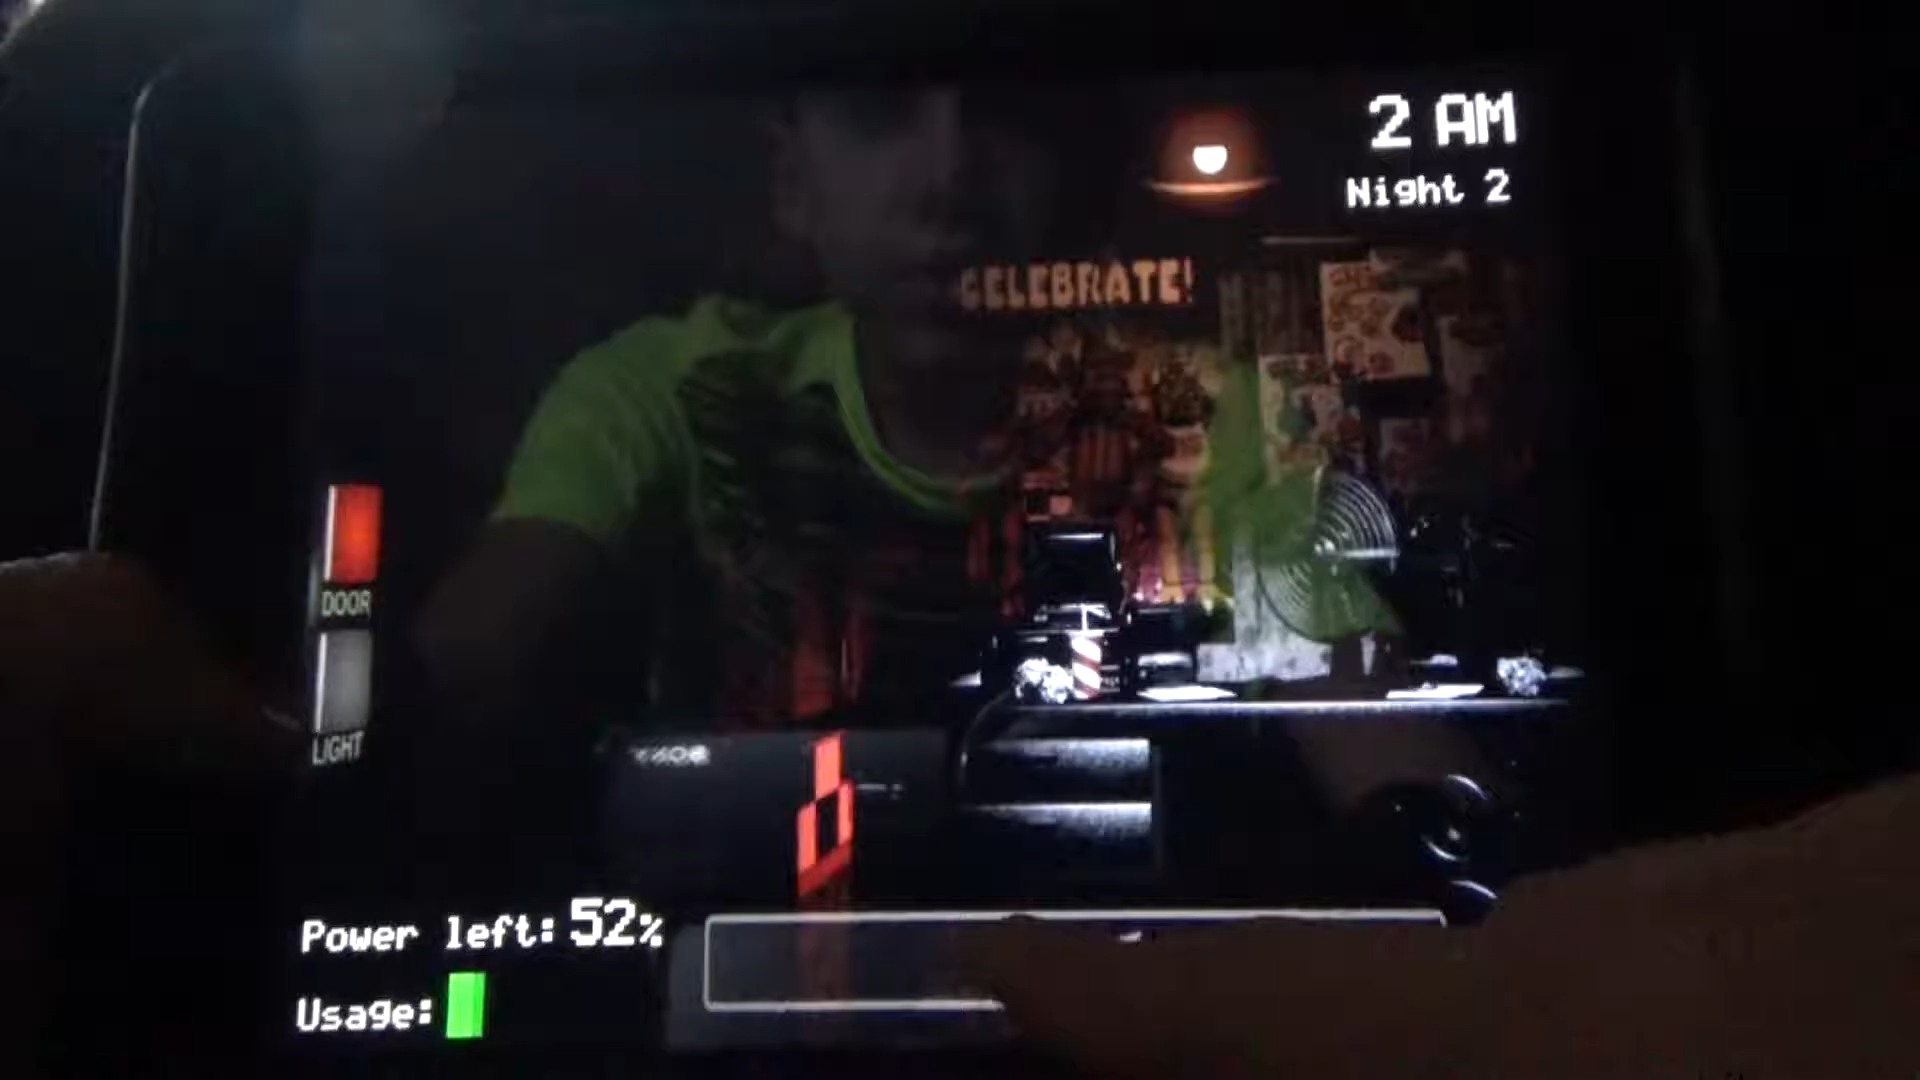 2 AM
Night 2
CELEBRATE!
DOOR
LIGHT
Power left: 52%
Usage: